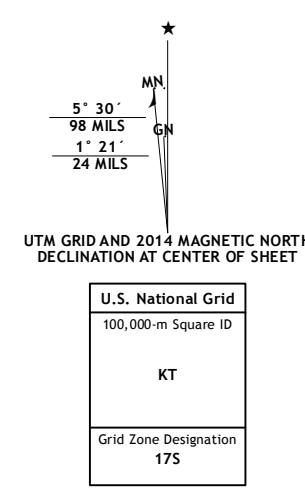 ★
MN
5° 30´
98 MILS
GN
1° 21´
24 MILS
UTM GRID AND 2014 MAGNETIC NORTH
DECLINATION AT CENTER OF SHEET
U.S. National Grid
100,000-m Square ID
KT
Grid Zone Designation
17S